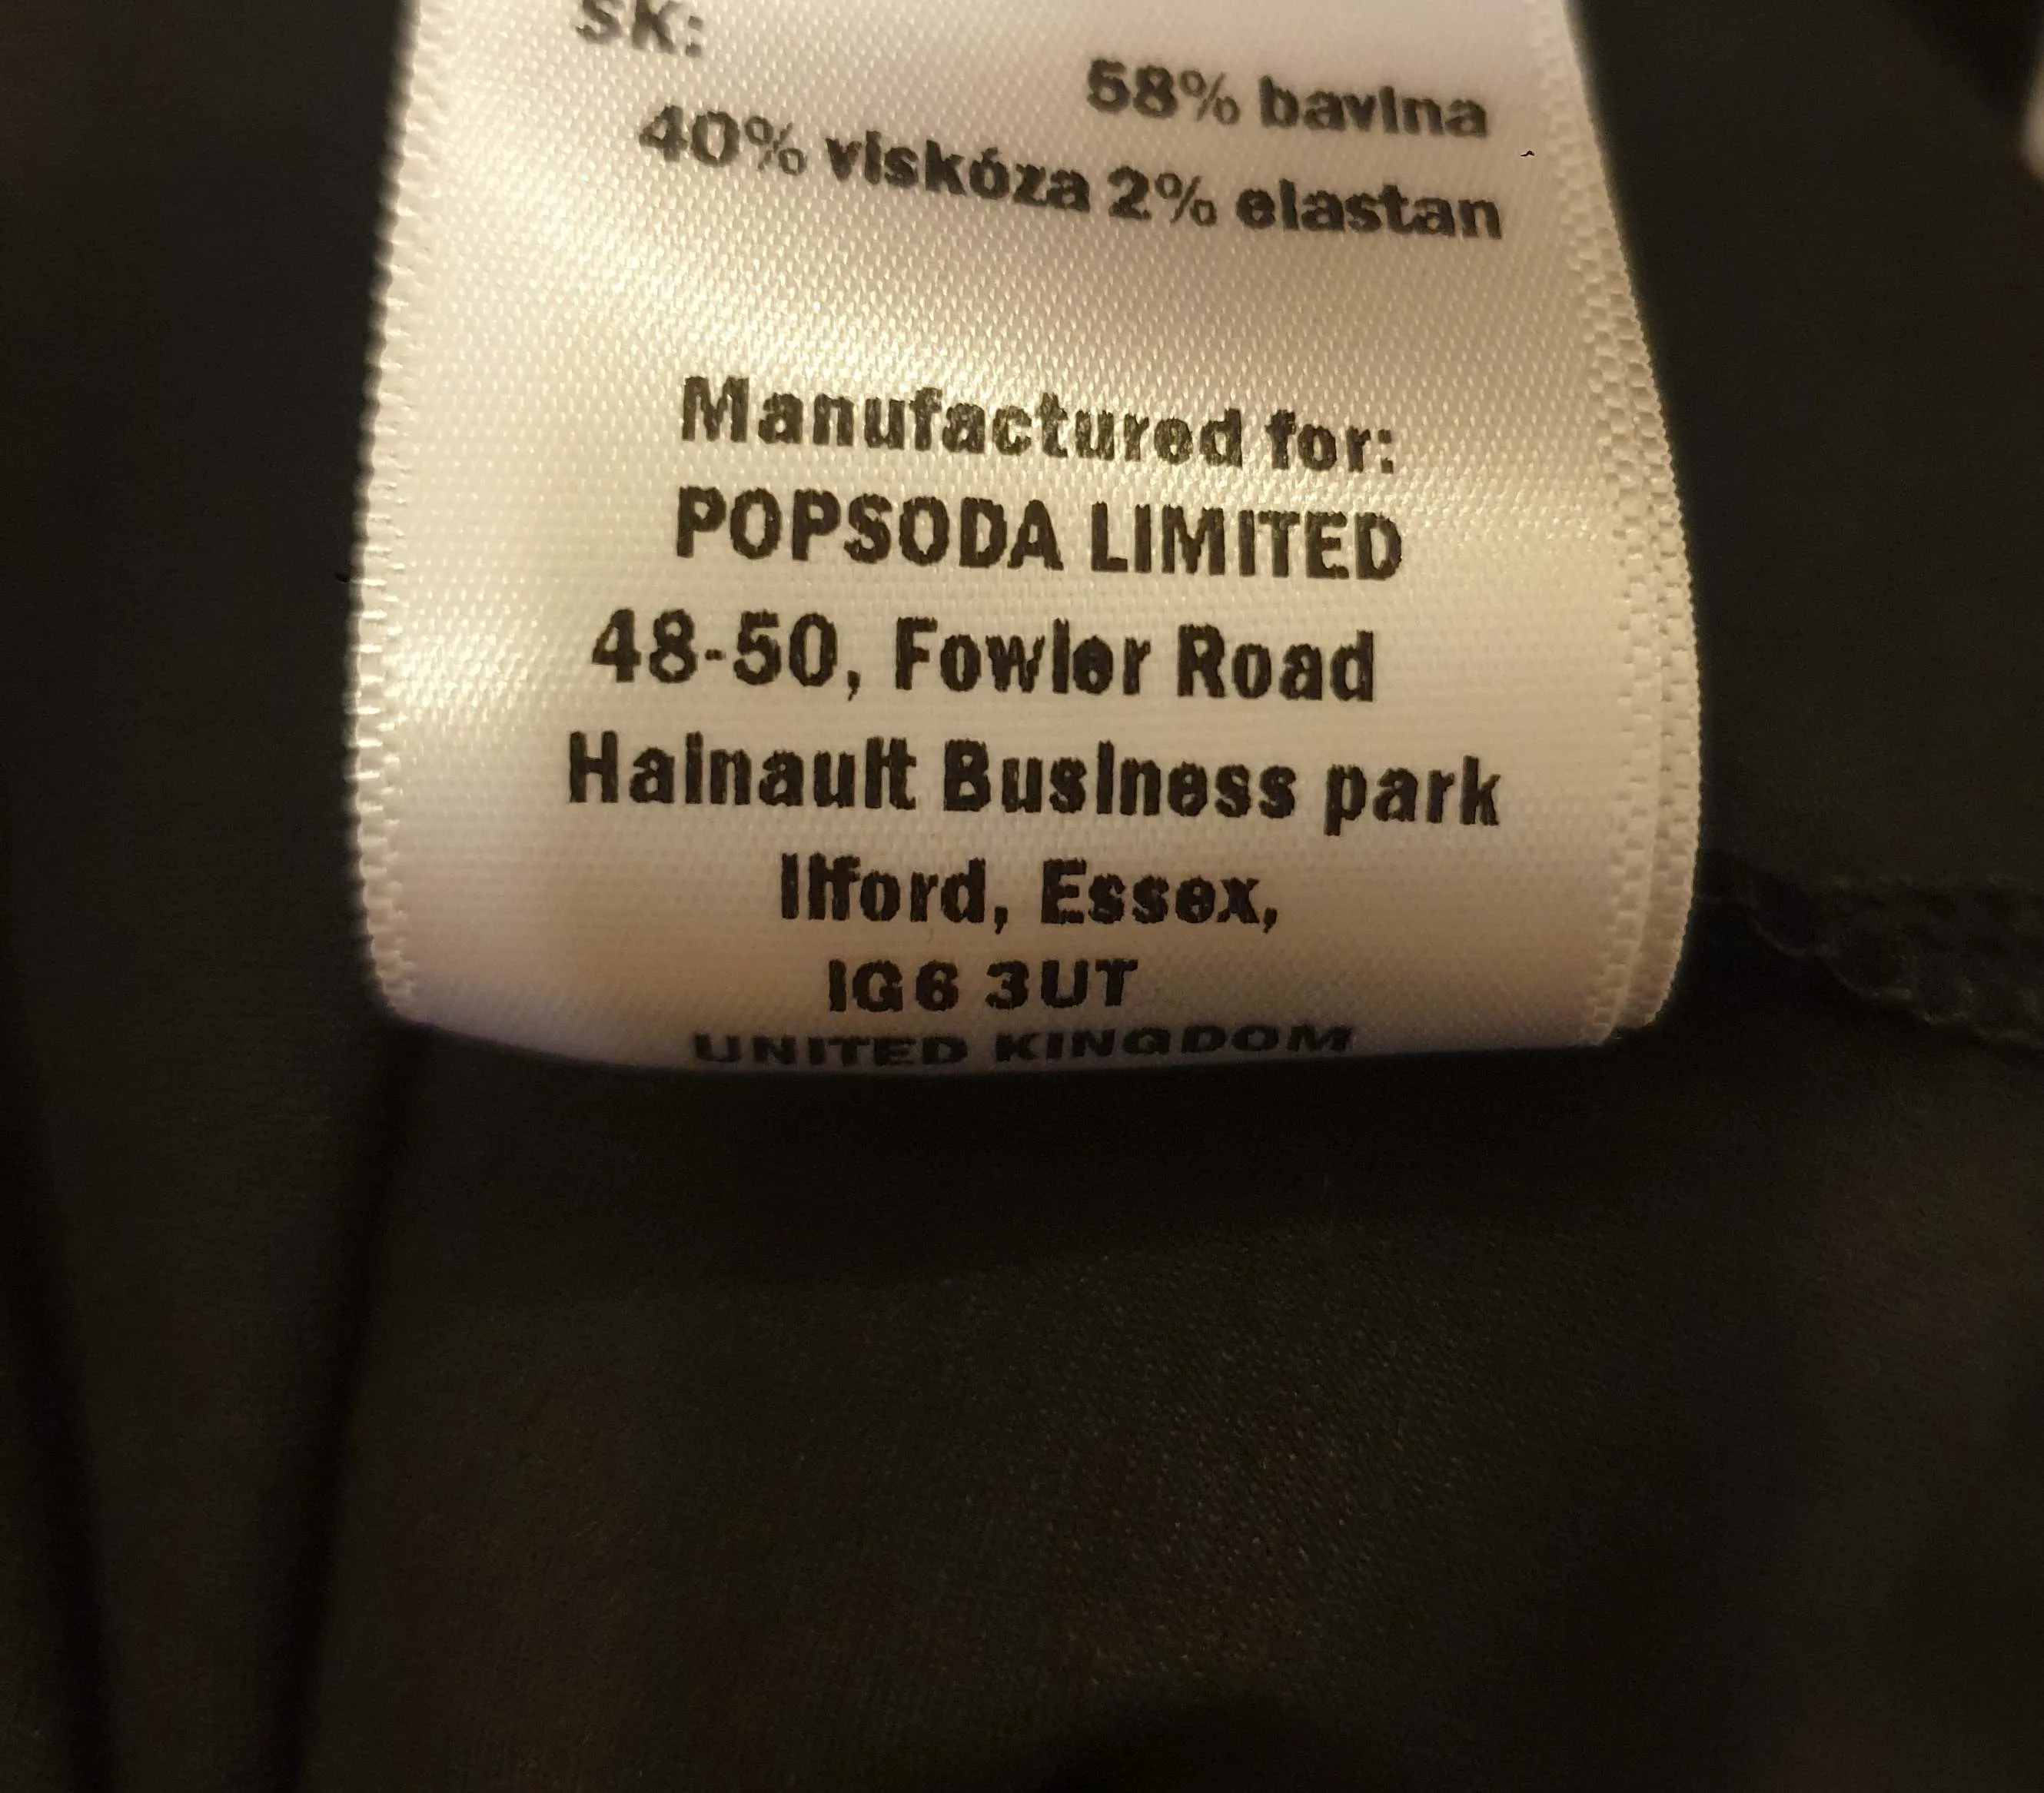 SK:
58% bavlna
40% viskóza 2% elastan
Manufactured for:
POPSODA LIMITED
48-50, Fowler Road
Hainault Business park
Ilford, Essex,
IG6 3UT
UNITED KINGDOM